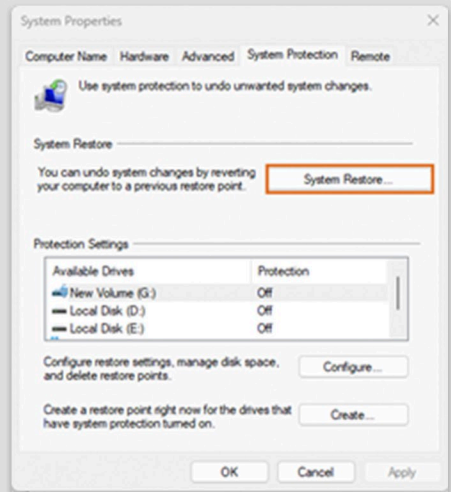 System Properties
Computer Name Hardware Advanced System Protection Remote
Use system protection to undo unwanted system changes.
System Restore
You can undo system changes by reverting
your computer to a previous restore point.
System Restore...
Protection Settings
Available Drives Protection
New Volume (G:) Off
Local Disk (D:) Off
Local Disk (E:) Off
Configure restore settings, manage disk space,
and delete restore points.
Configure...
Create a restore point right now for the drives that
have system protection turned on.
Create...
OK Cancel Apply